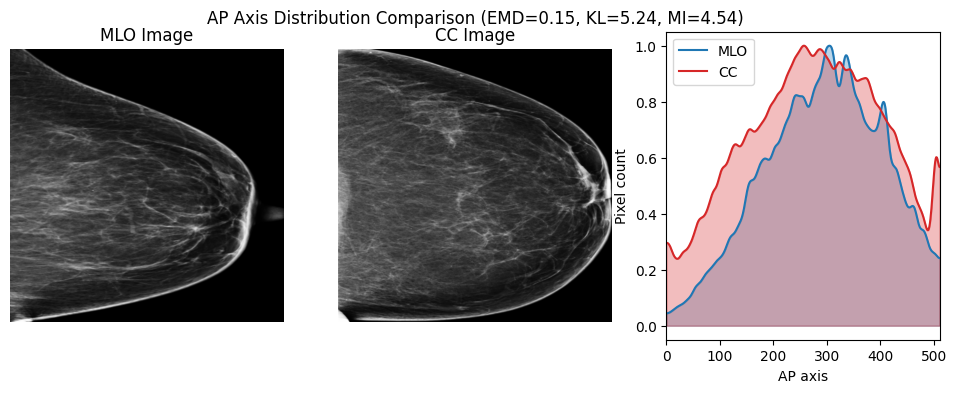 AP Axis Distribution Comparison (EMD=0.15, KL=5.24, MI=4.54)
MLO Image
CC Image
MLO
CC
Pixel count
1.0
0.8
0.6
0.4
0.2
0.0
0 100 200 300 400 500
AP axis